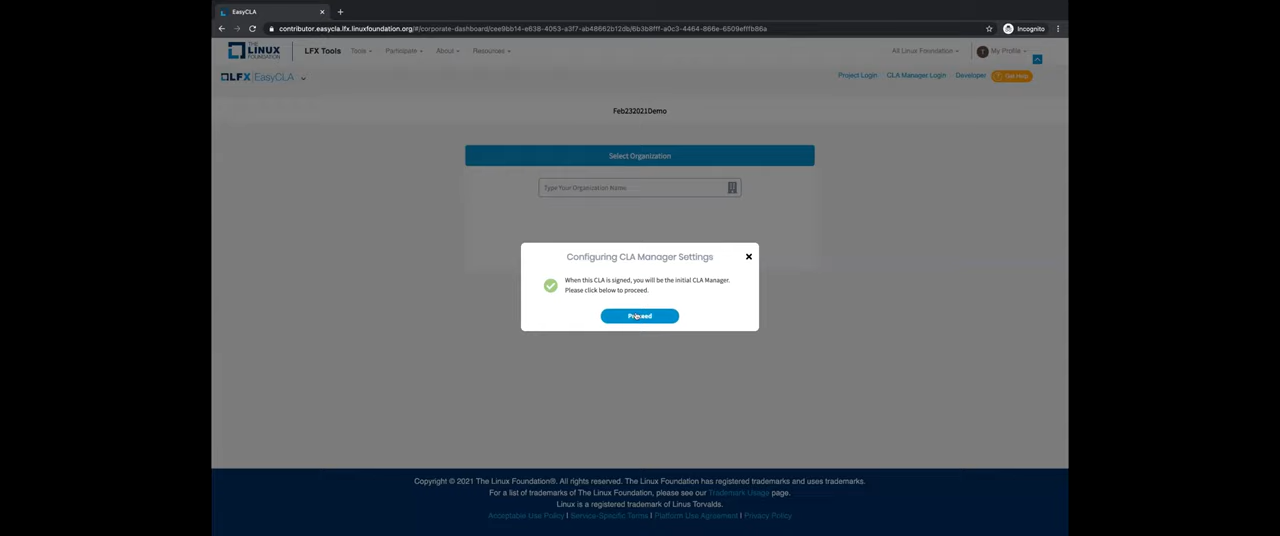 EasyCLA
contributor.easycla.lfx.linuxfoundation.org/#/corporate-dashboard/cee9bb14-e638-4053-a3f7-ab48662b12db/6b3b8fff-a0c3-4464-866e-6509efffb86a
Incognito
THE LINUX FOUNDATION
LFX Tools
Tools
Participate
About
Resources
All Linux Foundation
T
My Profile
LFX | EasyCLA
Project Login
CLA Manager Login
Developer
Get Help
Feb232021Demo
Select Organization
Type Your Organization Name
Configuring CLA Manager Settings
When this CLA is signed, you will be the initial CLA Manager.
Please click below to proceed.
Proceed
Copyright © 2021 The Linux Foundation®. All rights reserved. The Linux Foundation has registered trademarks and uses trademarks.
For a list of trademarks of The Linux Foundation, please see our Trademark Usage page.
Linux is a registered trademark of Linus Torvalds.
Acceptable Use Policy | Service-Specific Terms | Platform Use Agreement | Privacy Policy